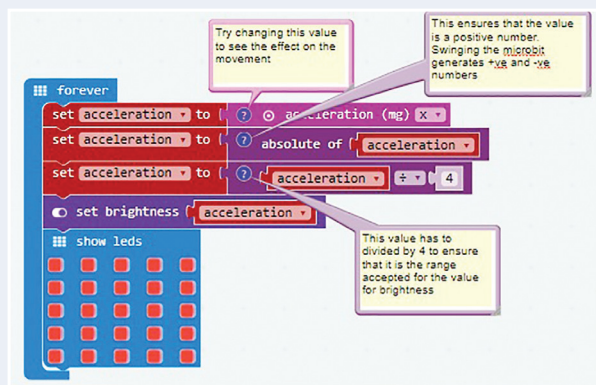 Try changing this value
to see the effect on the
movement
This ensures that the value
is a positive number.
Swinging the microbit
generates +ve and -ve
numbers
forever
set acceleration to ? acceleration (mg) x
set acceleration to ? absolute of acceleration
set acceleration to ? acceleration ÷ 4
set brightness acceleration
show leds
This value has to
divided by 4 to ensure
that it is the range
accepted for the value
for brightness